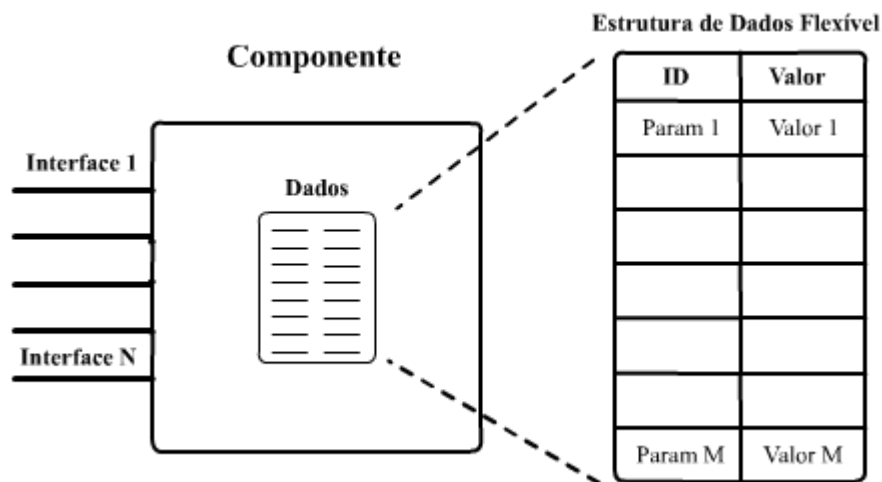 Estrutura de Dados Flexível
Componente
ID Valor
Param 1 Valor 1
Interface 1
Dados
Interface N
Param M Valor M